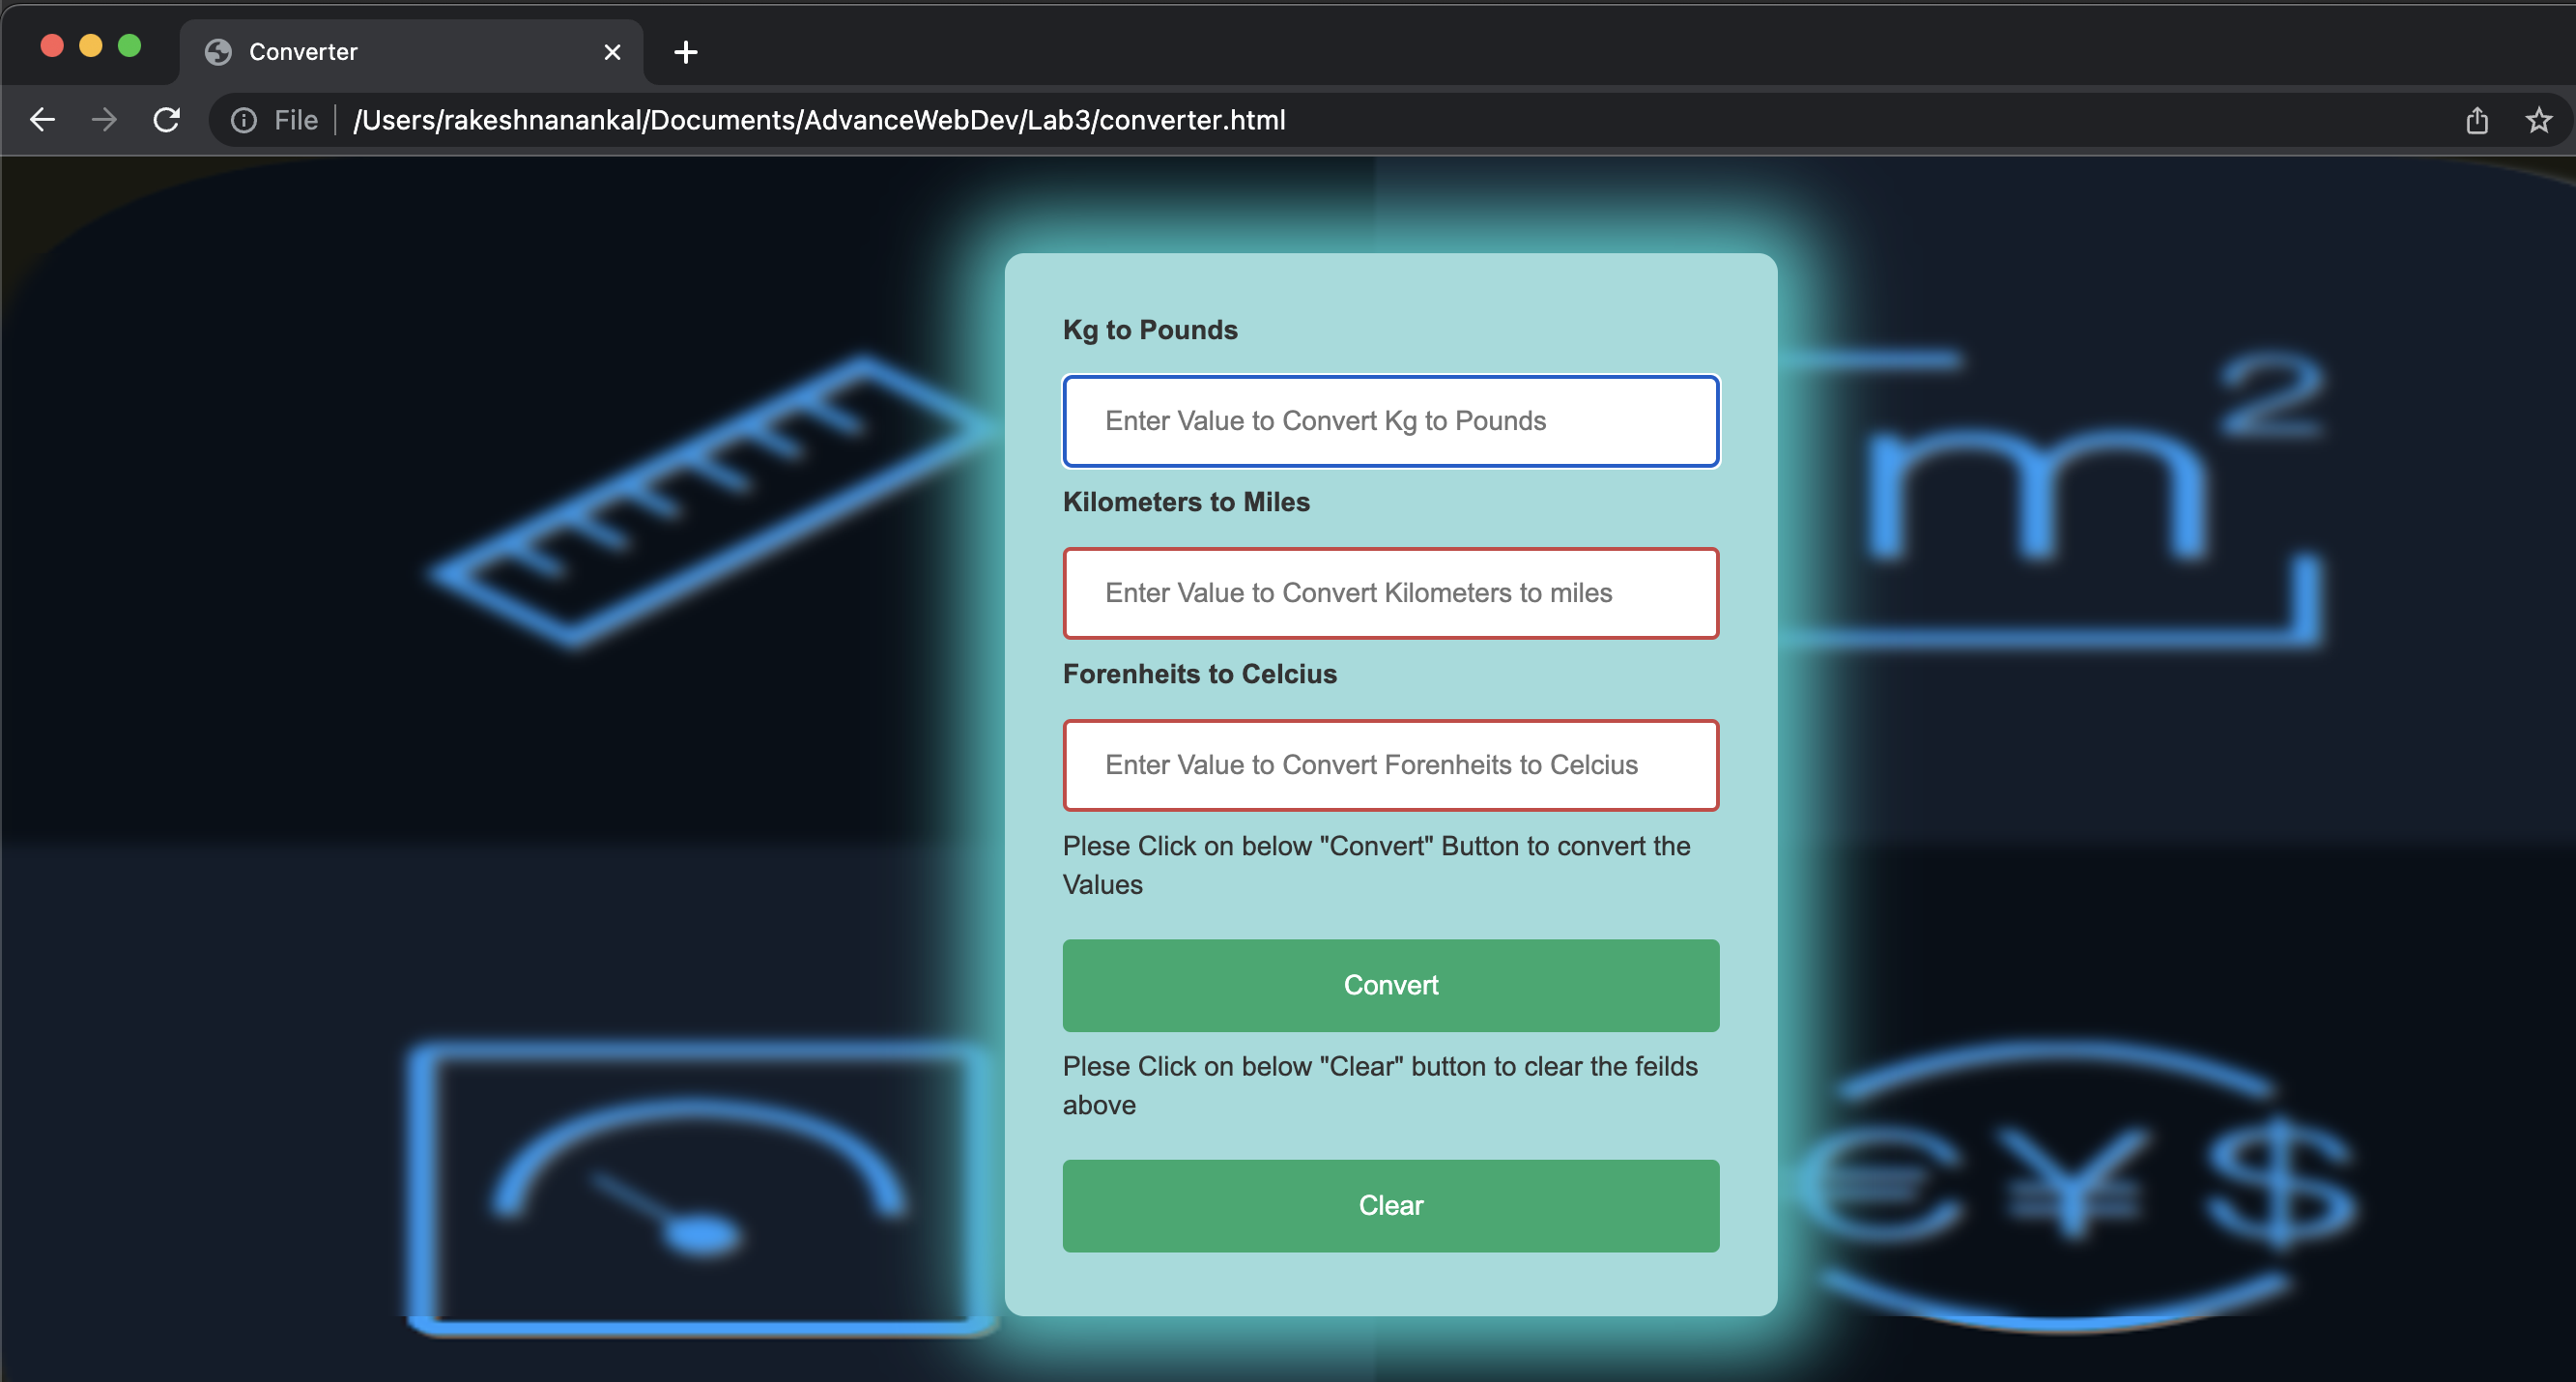 Converter
File /Users/rakeshnanankal/Documents/AdvanceWebDev/Lab3/converter.html
Kg to Pounds
Enter Value to Convert Kg to Pounds
Kilometers to Miles
Enter Value to Convert Kilometers to miles
Forenheits to Celcius
Enter Value to Convert Forenheits to Celcius
Plese Click on below "Convert" Button to convert the
Values
Convert
Plese Click on below "Clear" button to clear the feilds
above
Clear
m²
€ ¥ $